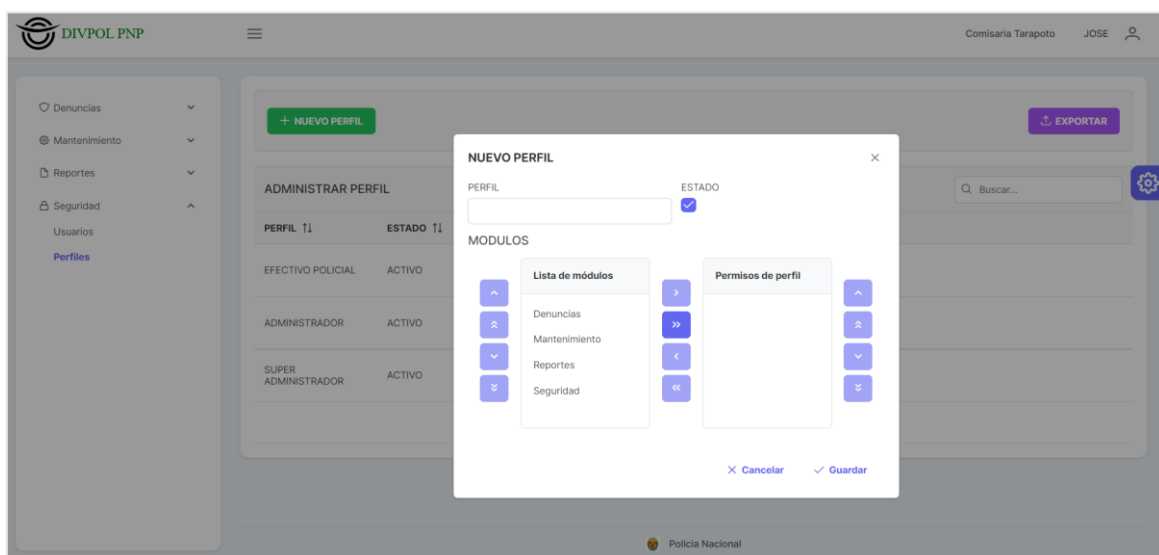 DIVPOL PNP
Comisaria Tarapoto JOSE
Denuncias
Mantenimiento
Reportes
Seguridad
Usuarios
Perfiles
+ NUEVO PERFIL
EXPORTAR
ADMINISTRAR PERFIL
Buscar...
PERFIL ESTADO
EFECTIVO POLICIAL ACTIVO
ADMINISTRADOR ACTIVO
SUPER
ADMINISTRADOR ACTIVO
NUEVO PERFIL
PERFIL ESTADO
MODULOS
Lista de módulos Permisos de perfil
Denuncias
Mantenimiento
Reportes
Seguridad
Cancelar Guardar
Policia Nacional